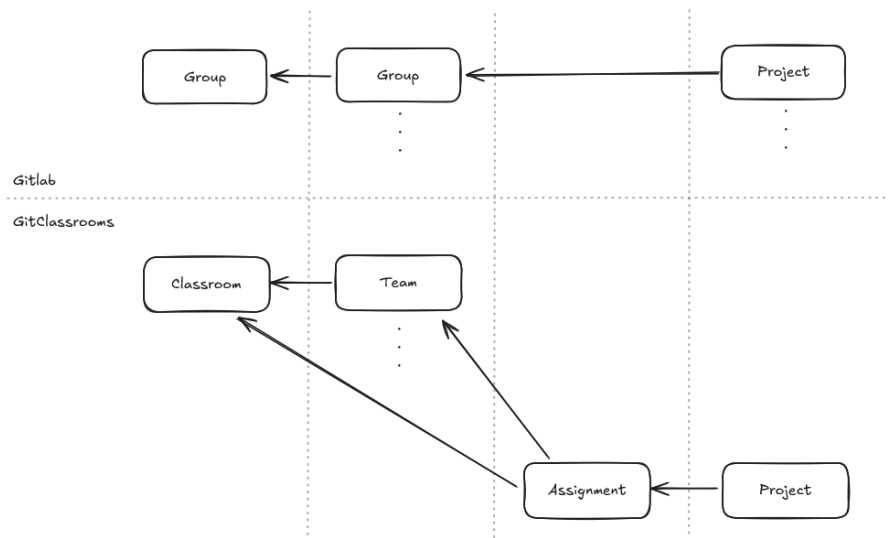 Group
Group
Project
Gitlab
GitClassrooms
Classroom
Team
Assignment
Project